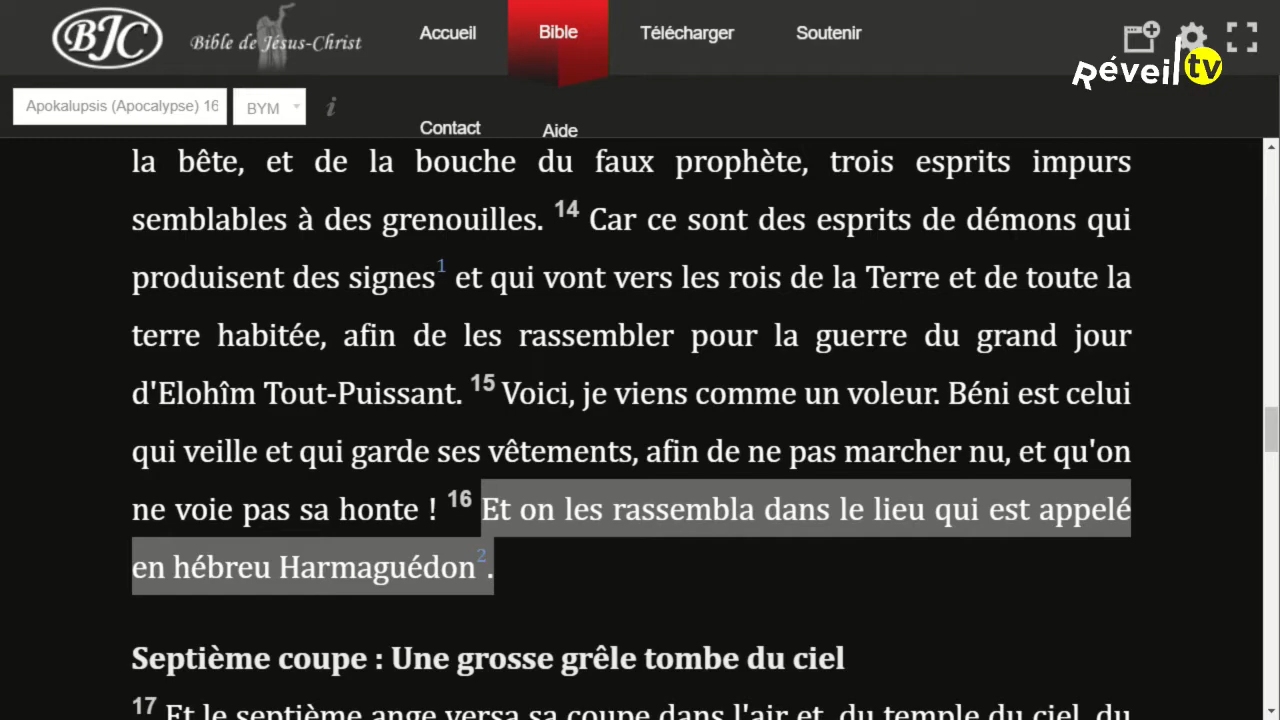 BJC Bible de Jésus-Christ Accueil Bible Télécharger Soutenir
Réveil tv
Apokalupsis (Apocalypse) 16 BYM i
Contact Aide
la bête, et de la bouche du faux prophète, trois esprits impurs
semblables à des grenouilles. 14 Car ce sont des esprits de démons qui
produisent des signes1 et qui vont vers les rois de la Terre et de toute la
terre habitée, afin de les rassembler pour la guerre du grand jour
d'Elohîm Tout-Puissant. 15 Voici, je viens comme un voleur. Béni est celui
qui veille et qui garde ses vêtements, afin de ne pas marcher nu, et qu'on
ne voie pas sa honte ! 16 Et on les rassembla dans le lieu qui est appelé
en hébreu Harmaguédon2.
Septième coupe : Une grosse grêle tombe du ciel
17 Et le septième ange versa sa coupe dans l'air et, du temple du ciel, du